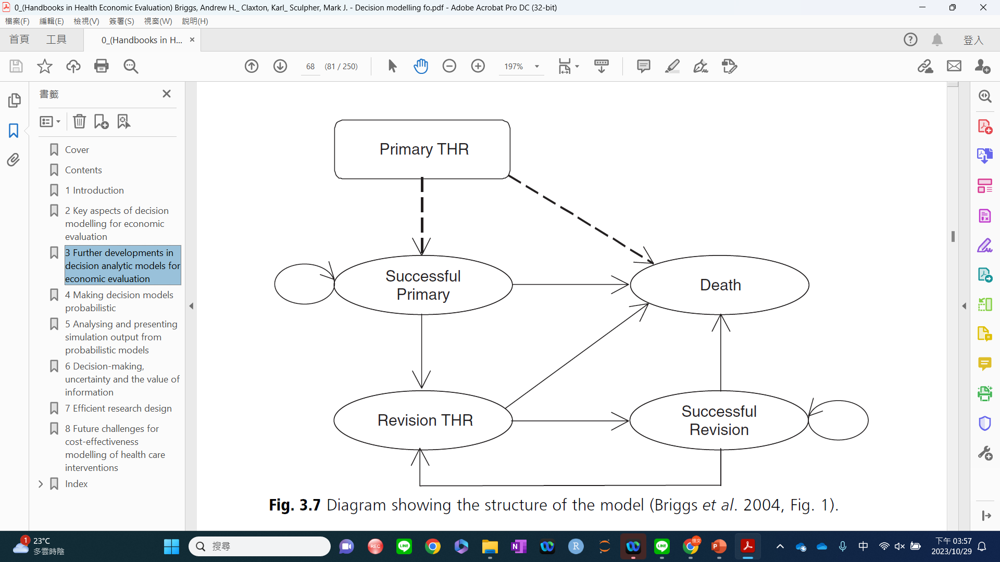 0_(Handbooks in Health Economic Evaluation) Briggs, Andrew H._ Claxton, Karl_ Sculpher, Mark J. - Decision modelling fo.pdf - Adobe Acrobat Pro DC (32-bit)
檔案(F) 編輯(E) 檢視(V) 簽署(S) 視窗(W) 說明(H)
首頁 工具 0_(Handbooks in H... 登入
68 (81 / 250) 197%
書籤
Cover
Contents
1 Introduction
2 Key aspects of decision
modelling for economic
evaluation
3 Further developments in
decision analytic models for
economic evaluation
4 Making decision models
probabilistic
5 Analysing and presenting
simulation output from
probabilistic models
6 Decision-making,
uncertainty and the value of
information
7 Efficient research design
8 Future challenges for
cost-effectiveness
modelling of health care
interventions
Index
Primary THR
Successful
Primary
Death
Revision THR
Successful
Revision
Fig. 3.7 Diagram showing the structure of the model (Briggs et al. 2004, Fig. 1).
1
23°C
多雲時陰
搜尋
REC
LINE
N
R
LINE
P
中
下午 03:57
2023/10/29